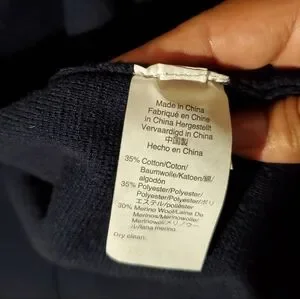 Made in China
Fabriqué en Chine
in China Hergestellt
Vervaardigd in China
中国製
Hecho en China
35% Cotton/Coton/
Baumwolle/Katoen/綿/
algodón
35% Polyester/Polyester/
Polyester/Polyester/ポリ
エステル/poliéster
30% Merino Wool/Laine De
Merinos/Merinowolle/
/lana merino
Dry clean: